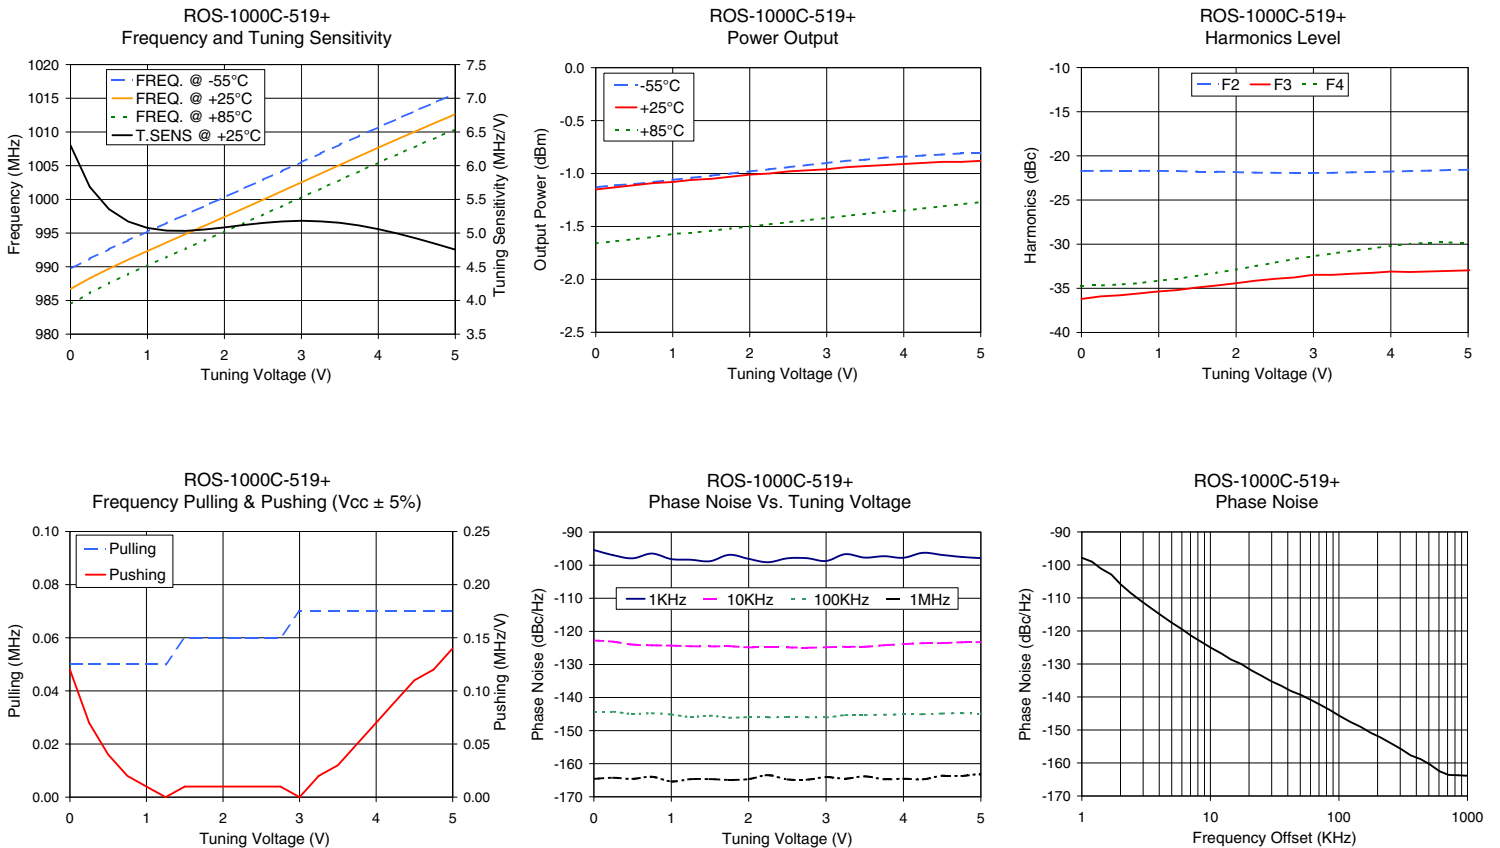 ROS-1000C-519+
Frequency and Tuning Sensitivity
1020
1015
1010
1005
1000
995
990
985
980
7.5
7.0
6.5
6.0
5.5
5.0
4.5
4.0
3.5
FREQ. @ -55°C
FREQ. @ +25°C
FREQ. @ +85°C
T.SENS @ +25°C
Frequency (MHz)
Tuning Sensitivity (MHz/V)
0 1 2 3 4 5
Tuning Voltage (V)
ROS-1000C-519+
Power Output
0.0
-0.5
-1.0
-1.5
-2.0
-2.5
-55°C
+25°C
+85°C
Output Power (dBm)
0 1 2 3 4 5
Tuning Voltage (V)
ROS-1000C-519+
Harmonics Level
-10
-15
-20
-25
-30
-35
-40
F2 F3 F4
Harmonics (dBc)
0 1 2 3 4 5
Tuning Voltage (V)
ROS-1000C-519+
Frequency Pulling & Pushing (Vcc ± 5%)
0.10
0.08
0.06
0.04
0.02
0.00
0.25
0.20
0.15
0.10
0.05
0.00
Pulling
Pushing
Pulling (MHz)
Pushing (MHz/V)
0 1 2 3 4 5
Tuning Voltage (V)
ROS-1000C-519+
Phase Noise Vs. Tuning Voltage
-90
-100
-110
-120
-130
-140
-150
-160
-170
1KHz 10KHz 100KHz 1MHz
Phase Noise (dBc/Hz)
0 1 2 3 4 5
Tuning Voltage (V)
ROS-1000C-519+
Phase Noise
-90
-100
-110
-120
-130
-140
-150
-160
-170
Phase Noise (dBc/Hz)
1 10 100 1000
Frequency Offset (KHz)